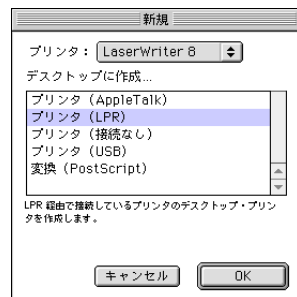 新規
プリンタ： LaserWriter 8
デスクトップに作成...
プリンタ（AppleTalk）
プリンタ（LPR）
プリンタ（接続なし）
プリンタ（USB）
変換（PostScript）
LPR 経由で接続しているプリンタのデスクトップ・プリン
タを作成します。
キャンセル OK